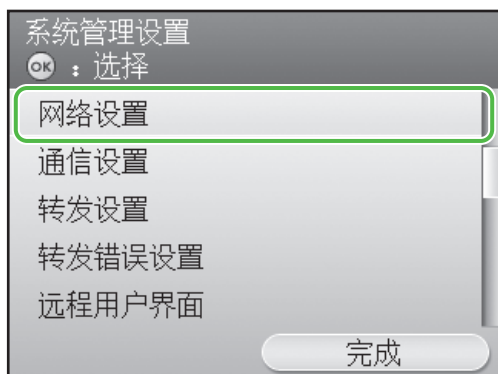 系统管理设置
OK：选择
网络设置
通信设置
转发设置
转发错误设置
远程用户界面
完成